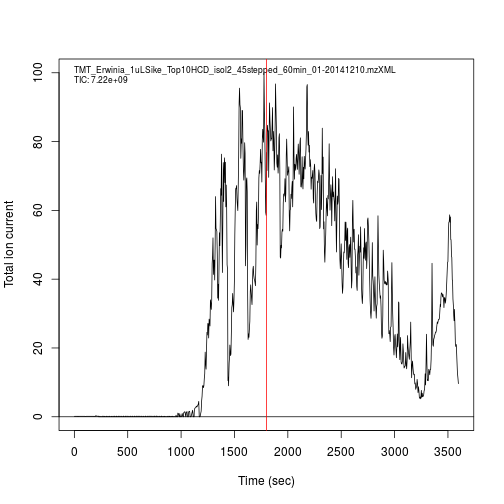 TMT_Erwinia_1uLSike_Top10HCD_isol2_45stepped_60min_01-20141210.mzXML
TIC: 7.22e+09
Total ion current
100
80
60
40
20
0
0 500 1000 1500 2000 2500 3000 3500
Time (sec)